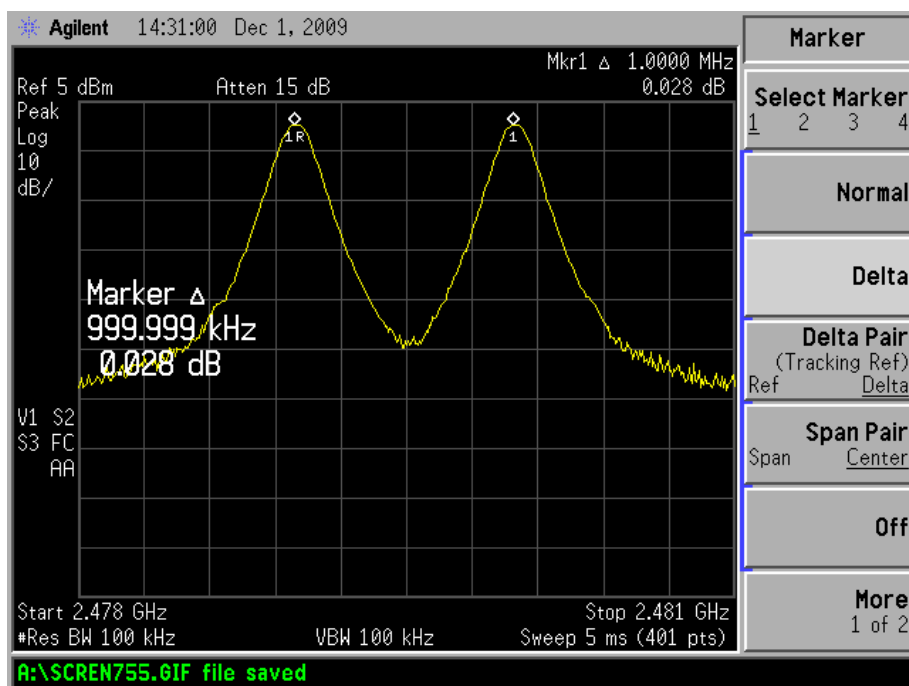 Agilent 14:31:00 Dec 1, 2009
Mkr1 Δ 1.0000 MHz
Ref 5 dBm Atten 15 dB 0.028 dB
Peak
Log
10
dB/
1R
1
Marker Δ
999.999 kHz
0.028 dB
V1 S2
S3 FC
AA
Start 2.478 GHz Stop 2.481 GHz
#Res BW 100 kHz VBW 100 kHz Sweep 5 ms (401 pts)
A:\SCREN755.GIF file saved
Marker
Select Marker
1 2 3 4
Normal
Delta
Delta Pair
(Tracking Ref)
Ref Delta
Span Pair
Span Center
Off
More
1 of 2